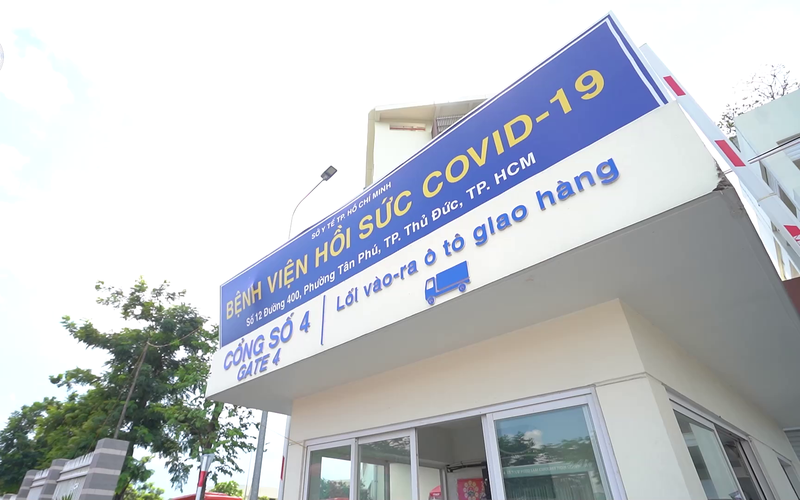 SỞ Y TẾ TP. HỒ CHÍ MINH
BỆNH VIỆN HỒI SỨC COVID-19
Số 12 Đường 400, Phường Tân Phú, TP. Thủ Đức, TP. HCM
CỔNG SỐ 4
GATE 4
Lối vào-ra ô tô giao hàng